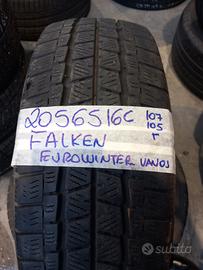 2056516C 107
105
T
FALKEN
EUROWINTER VAN01
subito